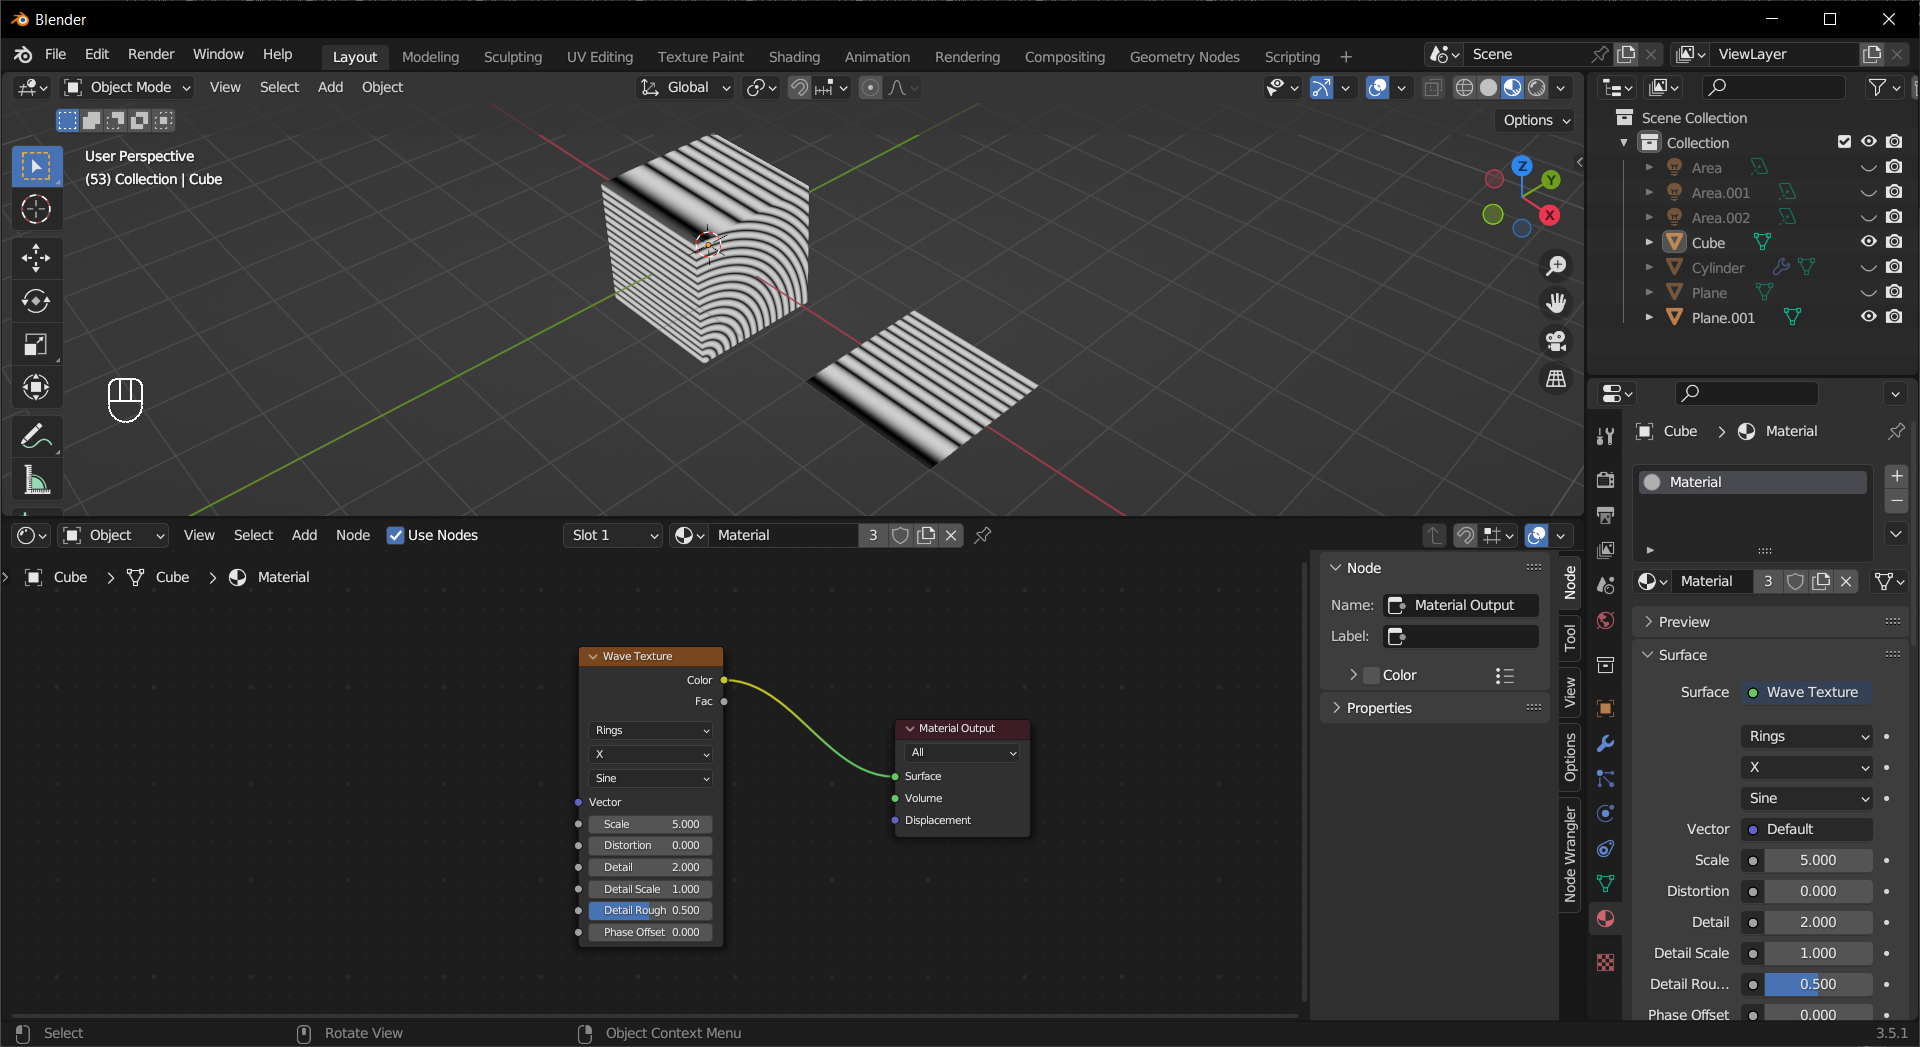 Blender
File Edit Render Window Help Layout Modeling Sculpting UV Editing Texture Paint Shading Animation Rendering Compositing Geometry Nodes Scripting + Scene ViewLayer
Object Mode View Select Add Object Global
Options
User Perspective
(53) Collection | Cube
Z
Y
X
Scene Collection
Collection
Area
Area.001
Area.002
Cube
Cylinder
Plane
Plane.001
Cube > Material
Material
Material 3
Preview
Surface
Surface Wave Texture
Rings
X
Sine
Vector Default
Scale 5.000
Distortion 0.000
Detail 2.000
Detail Scale 1.000
Detail Rou... 0.500
Phase Offset 0.000
Object View Select Add Node Use Nodes Slot 1 Material 3
Cube > Cube > Material
Wave Texture
Color
Fac
Rings
X
Sine
Vector
Scale 5.000
Distortion 0.000
Detail 2.000
Detail Scale 1.000
Detail Rough 0.500
Phase Offset 0.000
Material Output
All
Surface
Volume
Displacement
Node
Name: Material Output
Label:
Color
Properties
Node
Tool
View
Options
Node Wrangler
Select Rotate View Object Context Menu 3.5.1